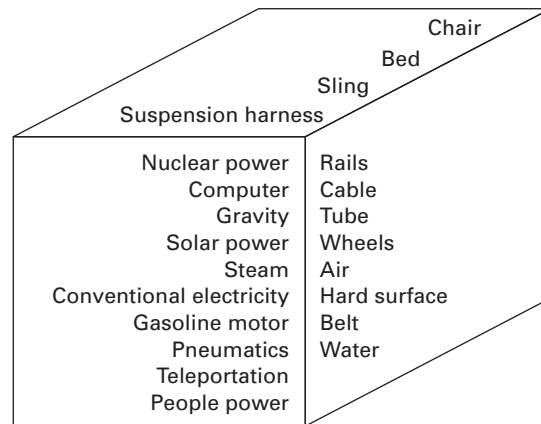 Chair
Bed
Sling
Suspension harness
Nuclear power
Computer
Gravity
Solar power
Steam
Conventional electricity
Gasoline motor
Pneumatics
Teleportation
People power
Rails
Cable
Tube
Wheels
Air
Hard surface
Belt
Water